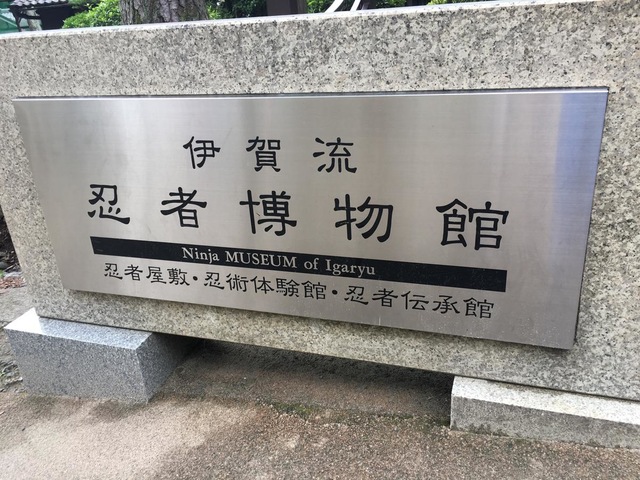 伊賀流
忍者博物館
Ninja MUSEUM of Igaryu
忍者屋敷・忍術体験館・忍者伝承館